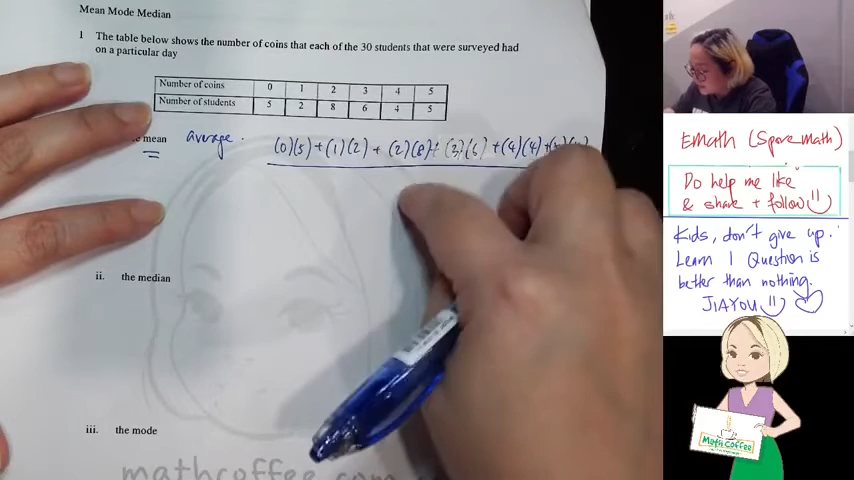 Mean Mode Median
1 The table below shows the number of coins that each of the 30 students that were surveyed had
on a particular day
Number of coins 0 1 2 3 4 5
Number of students 5 2 8 6 4 5
mean average.
(0)(5)+(1)(2)+(2)(8)+(3)(6)+(4)(4)+
ii. the median
iii. the mode
mathcoffee.com
Emath (Spore Math)
Do help me like
& share + follow
Kids, don't give up.
Learn 1 Question is
better than nothing.
JIAYOU
Math Coffee